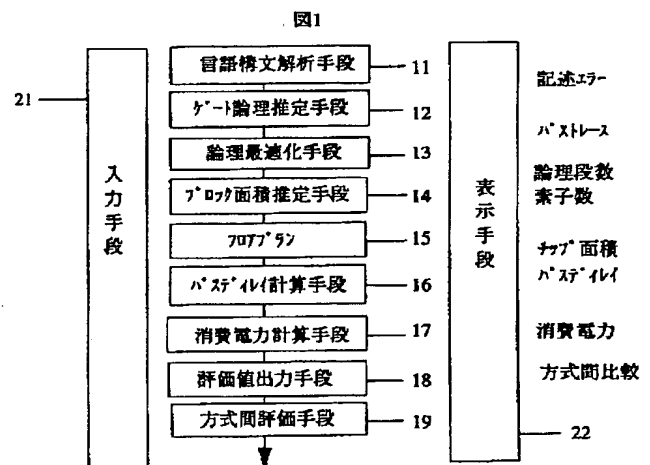 図1
言語構文解析手段
11
ゲート論理推定手段
12
論理最適化手段
13
ブロック面積推定手段
14
フロアプラン
15
パスディレイ計算手段
16
消費電力計算手段
17
評価値出力手段
18
方式間評価手段
19
21
入力手段
表示手段
22
記述エラー
パストレース
論理段数
素子数
チップ面積
パスディレイ
消費電力
方式間比較